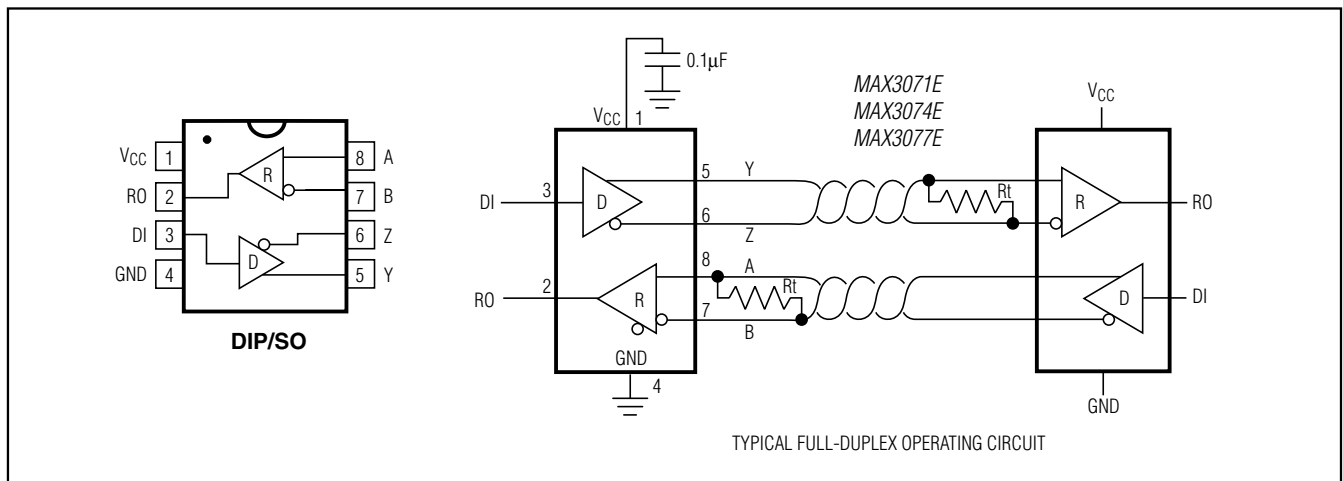 VCC 1
RO 2
DI 3
GND 4
8 A
7 B
6 Z
5 Y
R
D
DIP/SO
0.1μF
VCC 1
MAX3071E
MAX3074E
MAX3077E
VCC
DI 3 D 5 Y
6 Z
Rt
R RO
RO 2 R 8 A
7 B
Rt
D DI
GND
4
GND
TYPICAL FULL-DUPLEX OPERATING CIRCUIT